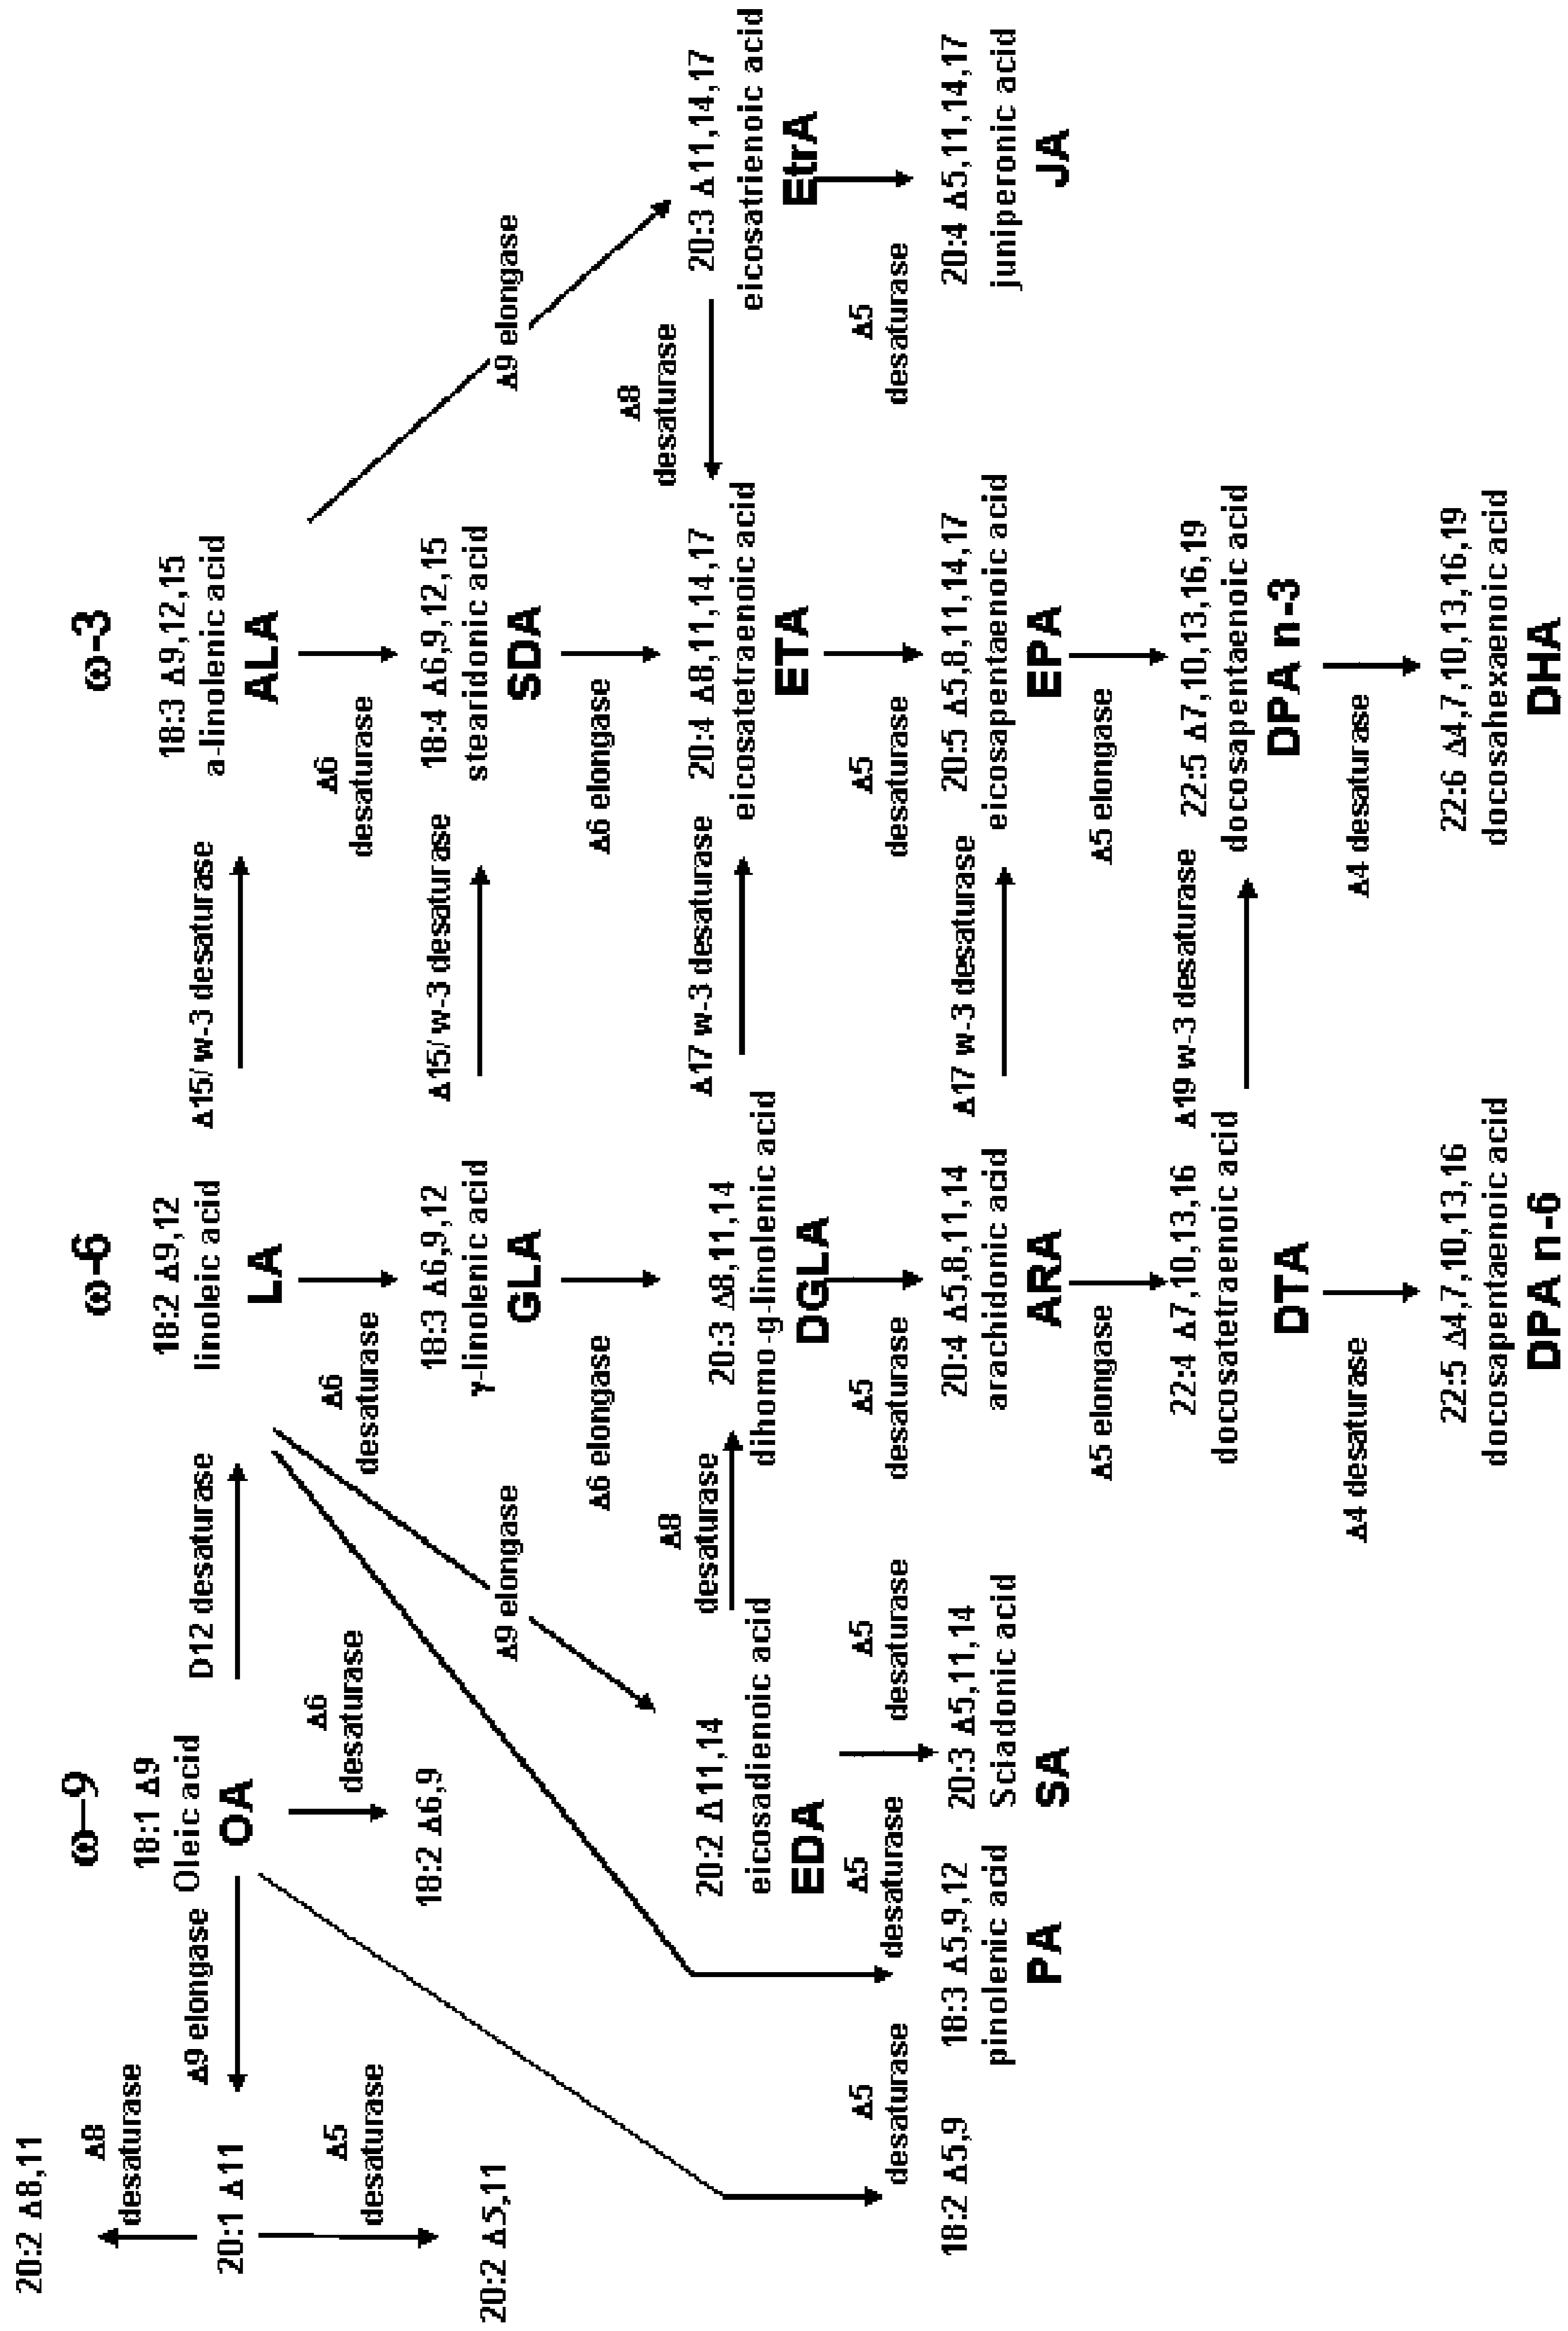 ω–9
ω-6
ω-3
20:2 Δ8,11
Δ8
desaturase
20:1 Δ11
Δ5
desaturase
20:2 Δ5,11
Δ9 elongase
18:1 Δ9
Oleic acid
OA
Δ6
desaturase
18:2 Δ6,9
D12 desaturase
18:2 Δ9,12
linoleic acid
LA
Δ15/ w-3 desaturase
18:3 Δ9,12,15
a-linolenic acid
ALA
Δ6
desaturase
Δ6
desaturase
Δ9 elongase
Δ9 elongase
18:3 Δ6,9,12
γ-linolenic acid
GLA
Δ15/ w-3 desaturase
18:4 Δ6,9,12,15
stearidonic acid
SDA
Δ6 elongase
Δ6 elongase
20:2 Δ11,14
eicosadienoic acid
EDA
Δ8
desaturase
20:3 Δ8,11,14
dihomo-g-linolenic acid
DGLA
Δ17 w-3 desaturase
20:4 Δ8,11,14,17
eicosatetraenoic acid
ETA
Δ8
desaturase
20:3 Δ11,14,17
eicosatrienoic acid
EtrA
Δ5
desaturase
Δ5
desaturase
Δ5
desaturase
Δ5
desaturase
Δ5
desaturase
Δ5
desaturase
18:2 Δ5,9
18:3 Δ5,9,12
pinolenic acid
PA
20:3 Δ5,11,14
Sciadonic acid
SA
20:4 Δ5,8,11,14
arachidonic acid
ARA
Δ17 w-3 desaturase
20:5 Δ5,8,11,14,17
eicosapentaenoic acid
EPA
20:4 Δ5,11,14,17
juniperonic acid
JA
Δ5 elongase
Δ5 elongase
22:4 Δ7,10,13,16
docosatetraenoic acid
DTA
Δ19 w-3 desaturase
22:5 Δ7,10,13,16,19
docosapentaenoic acid
DPA n-3
Δ4 desaturase
Δ4 desaturase
22:5 Δ4,7,10,13,16
docosapentaenoic acid
DPA n-6
22:6 Δ4,7,10,13,16,19
docosahexaenoic acid
DHA